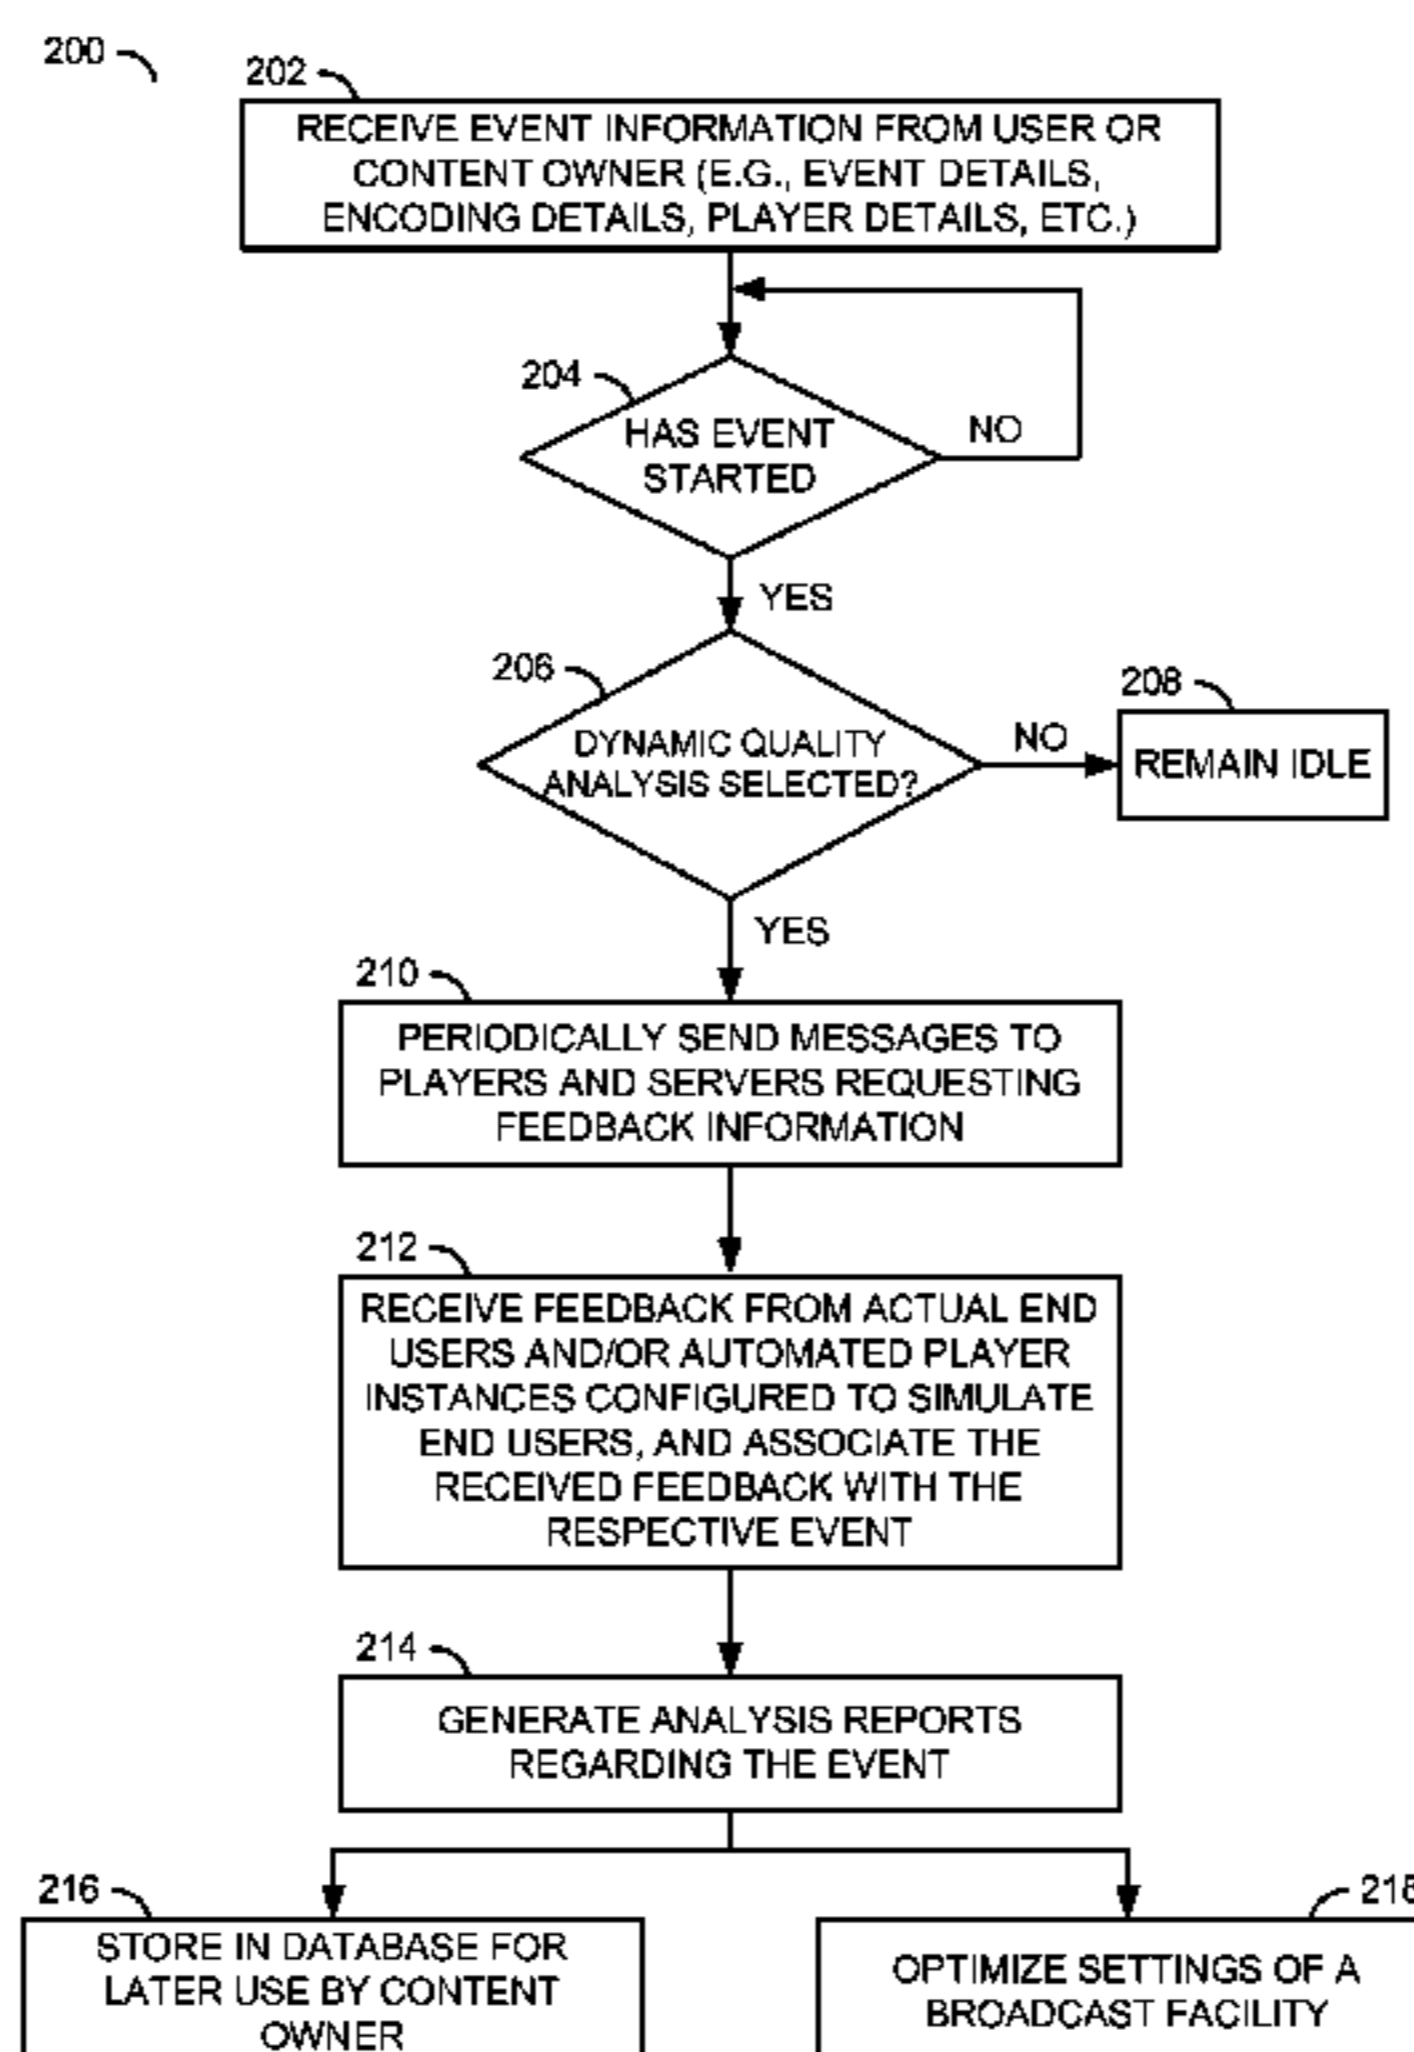 200
202
RECEIVE EVENT INFORMATION FROM USER OR
CONTENT OWNER (E.G., EVENT DETAILS,
ENCODING DETAILS, PLAYER DETAILS, ETC.)
204
HAS EVENT
STARTED
NO
YES
206
DYNAMIC QUALITY
ANALYSIS SELECTED?
NO
208
REMAIN IDLE
YES
210
PERIODICALLY SEND MESSAGES TO
PLAYERS AND SERVERS REQUESTING
FEEDBACK INFORMATION
212
RECEIVE FEEDBACK FROM ACTUAL END
USERS AND/OR AUTOMATED PLAYER
INSTANCES CONFIGURED TO SIMULATE
END USERS, AND ASSOCIATE THE
RECEIVED FEEDBACK WITH THE
RESPECTIVE EVENT
214
GENERATE ANALYSIS REPORTS
REGARDING THE EVENT
216
STORE IN DATABASE FOR
LATER USE BY CONTENT
OWNER
218
OPTIMIZE SETTINGS OF A
BROADCAST FACILITY